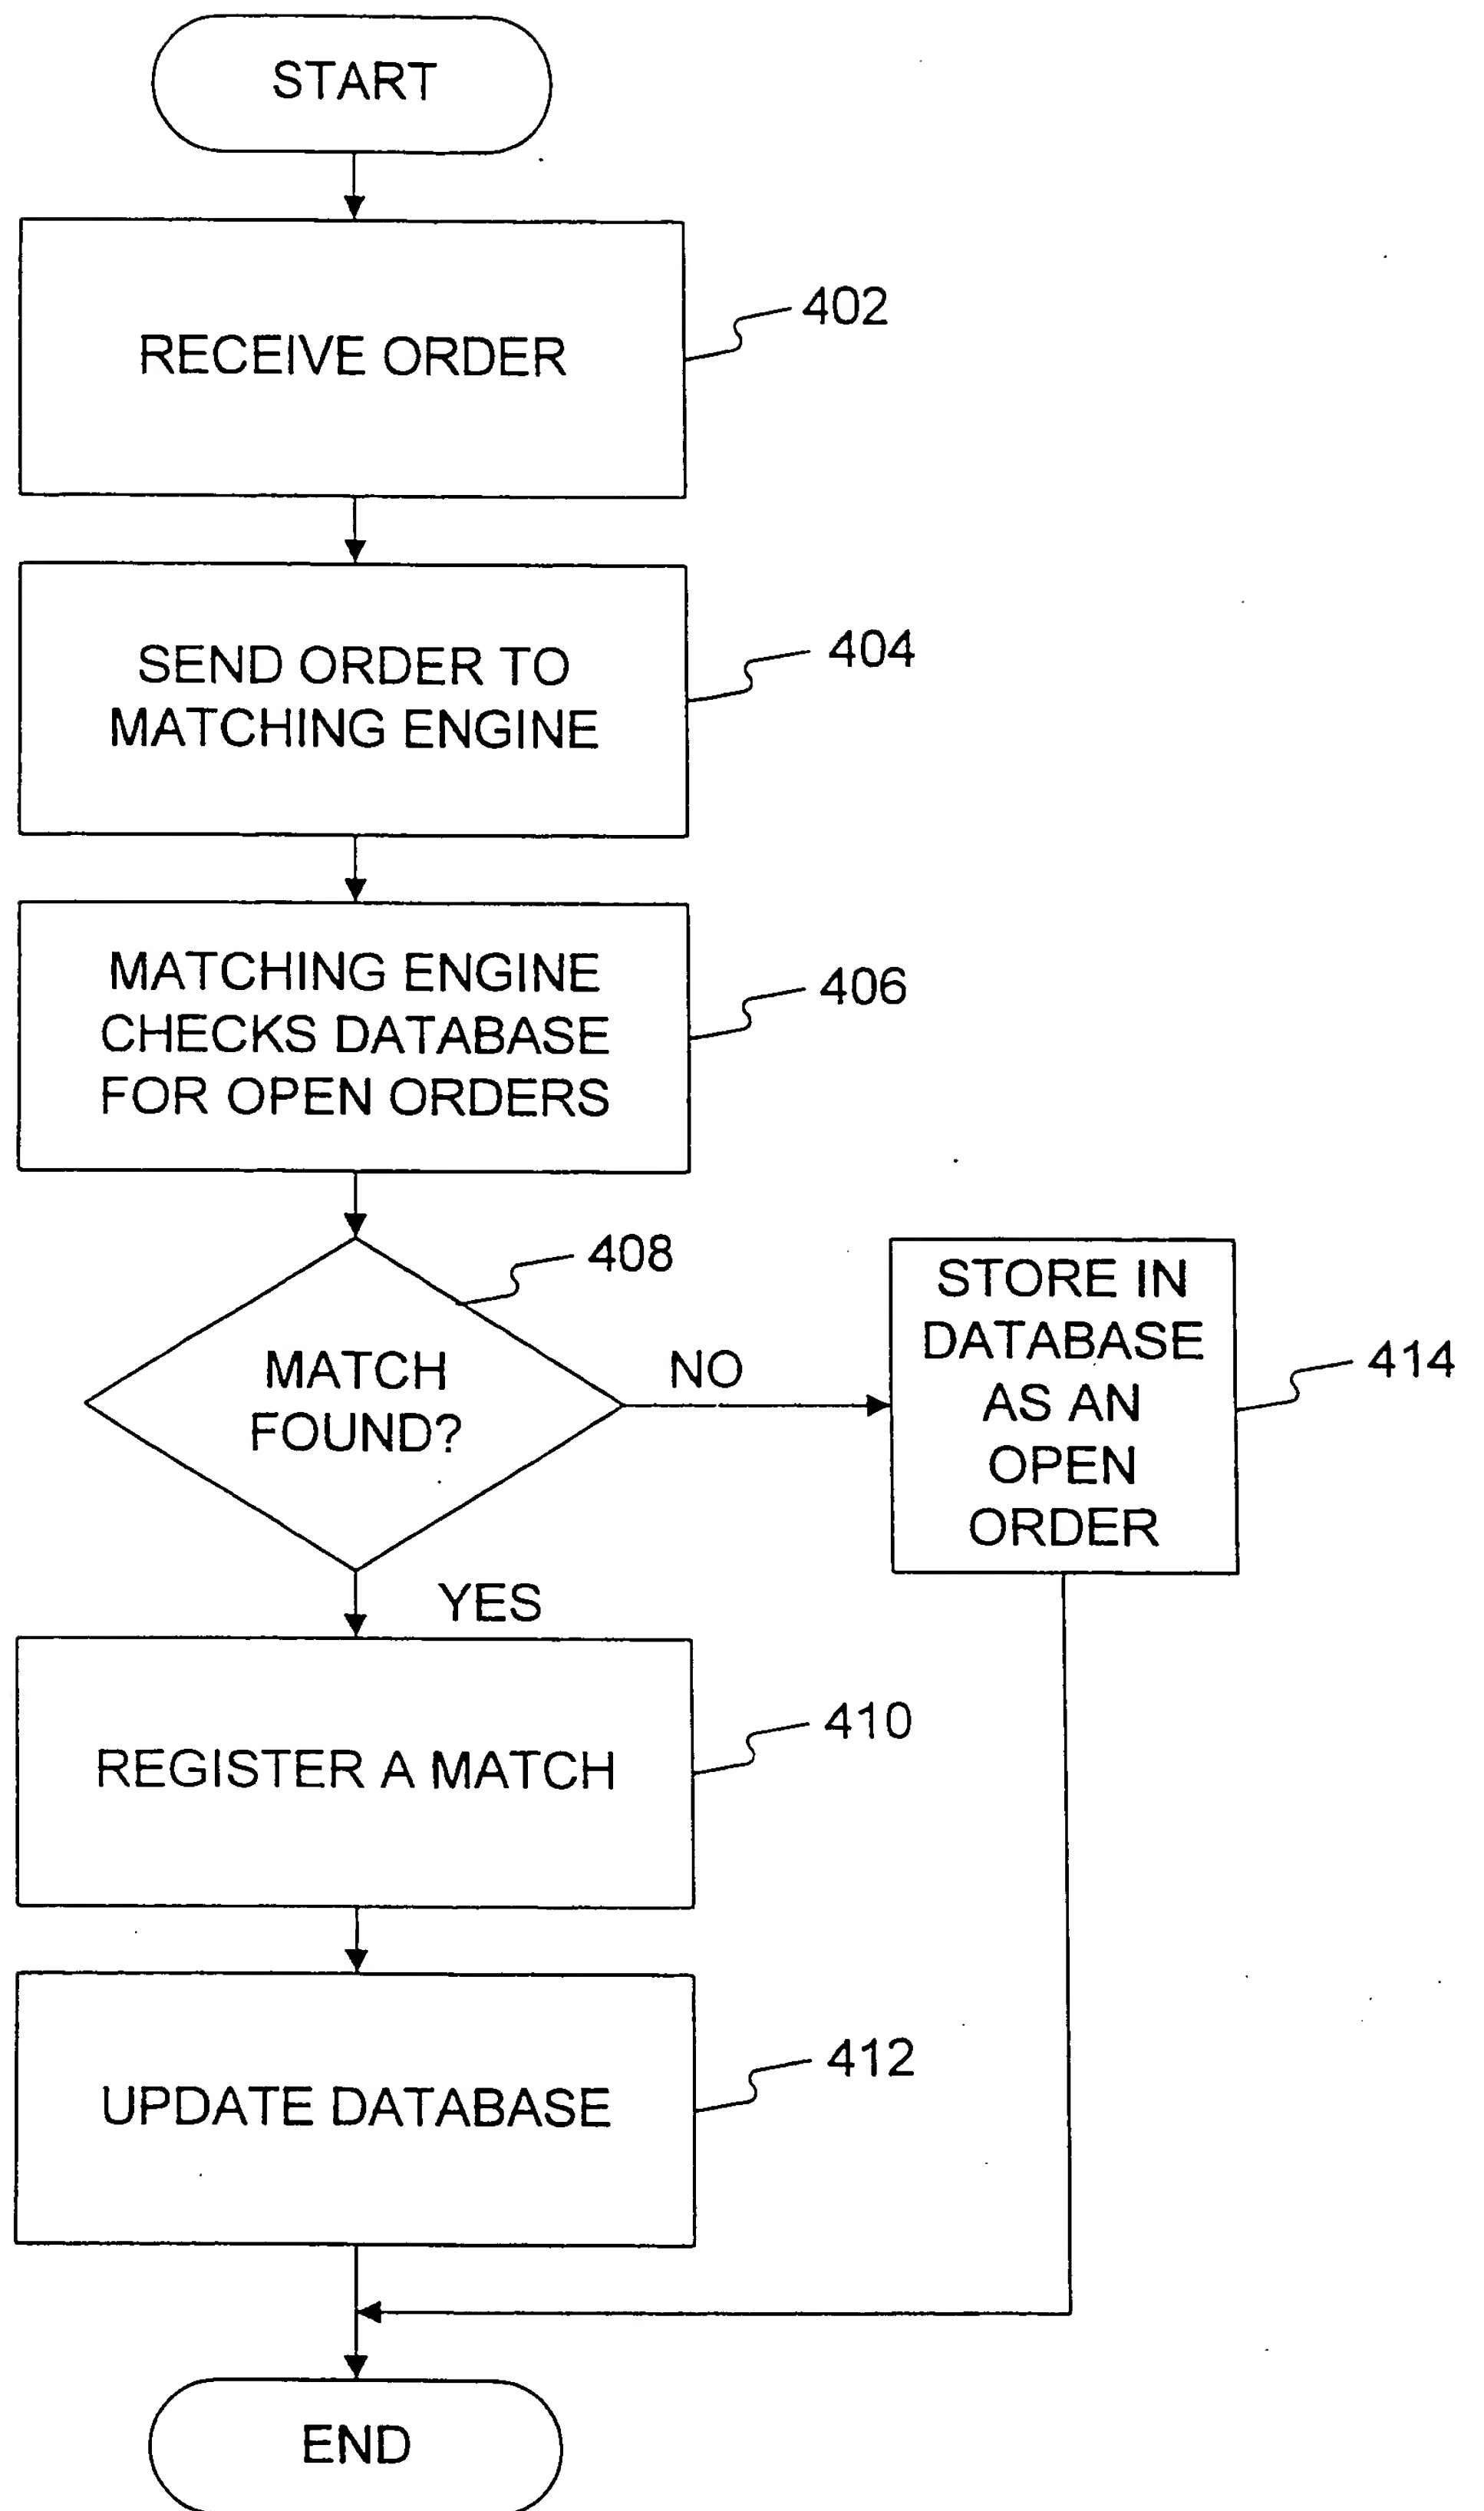 START
RECEIVE ORDER
402
SEND ORDER TO
MATCHING ENGINE
404
MATCHING ENGINE
CHECKS DATABASE
FOR OPEN ORDERS
406
408
MATCH
FOUND?
NO
STORE IN
DATABASE
AS AN
OPEN
ORDER
414
YES
REGISTER A MATCH
410
UPDATE DATABASE
412
END